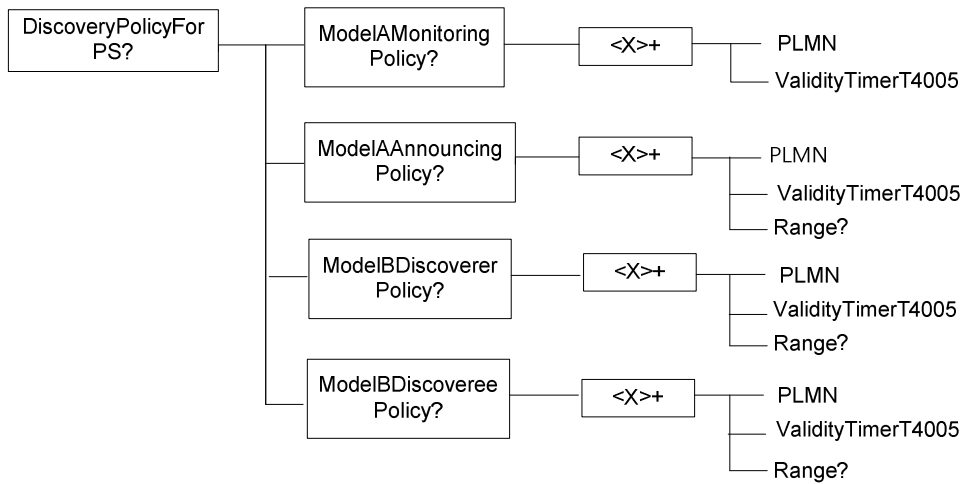 DiscoveryPolicyFor
PS?
ModelAMonitoring
Policy?
<X>+
PLMN
ValidityTimerT4005
ModelAAnnouncing
Policy?
<X>+
PLMN
ValidityTimerT4005
Range?
ModelBDiscoverer
Policy?
<X>+
PLMN
ValidityTimerT4005
Range?
ModelBDiscoveree
Policy?
<X>+
PLMN
ValidityTimerT4005
Range?